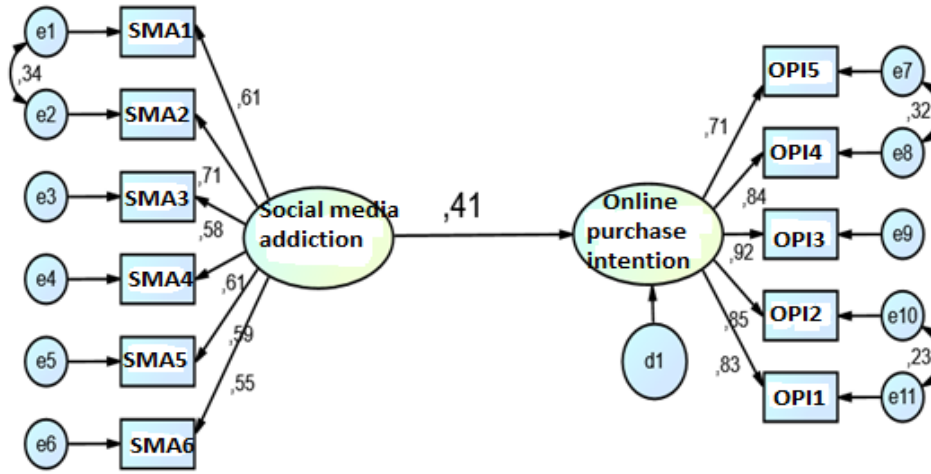 e1
SMA1
,34
,61
e2
SMA2
e3
SMA3
,71
,58
e4
SMA4
,61
e5
SMA5
,59
,55
e6
SMA6
Social media
addiction
,41
Online
purchase
intention
d1
OPI5
e7
,71
,32
OPI4
e8
,84
OPI3
e9
,92
OPI2
e10
,85
,23
OPI1
e11
,83